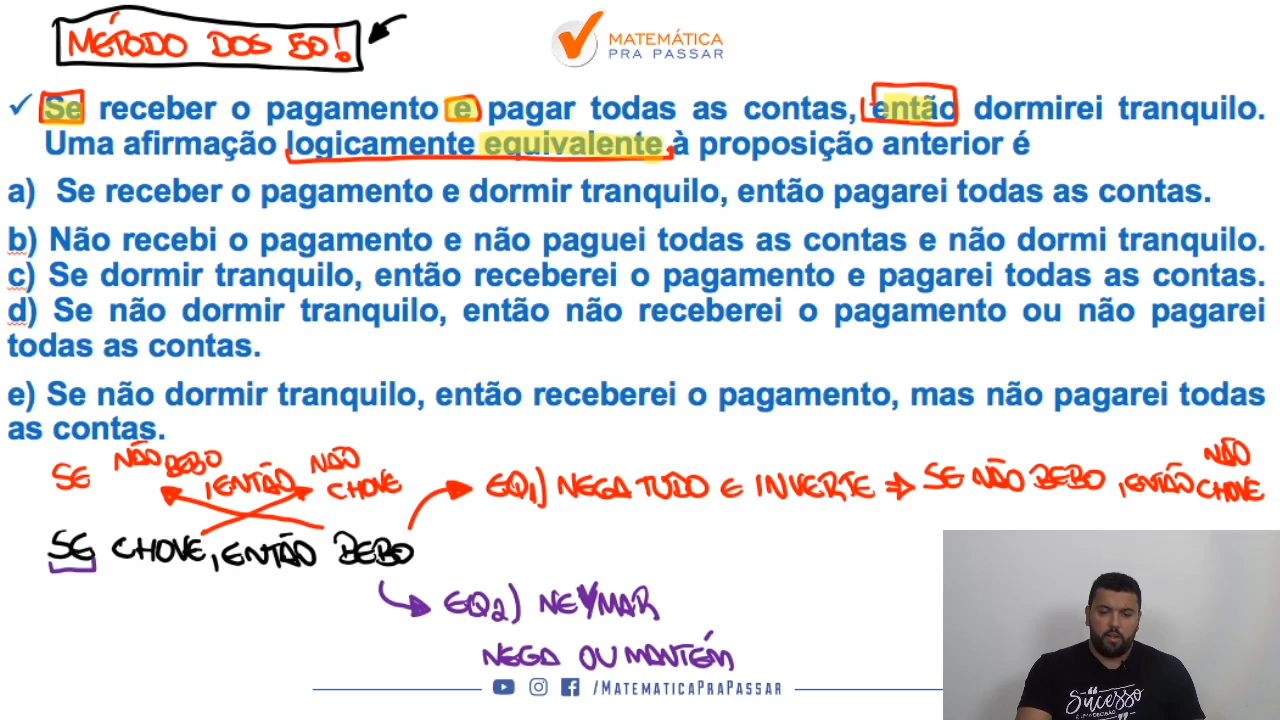 MÉTODO DOS 50!
MATEMÁTICA
PRA PASSAR
✓ Se receber o pagamento e pagar todas as contas, então dormirei tranquilo.
Uma afirmação logicamente equivalente à proposição anterior é
a) Se receber o pagamento e dormir tranquilo, então pagarei todas as contas.
b) Não recebi o pagamento e não paguei todas as contas e não dormi tranquilo.
c) Se dormir tranquilo, então receberei o pagamento e pagarei todas as contas.
d) Se não dormir tranquilo, então não receberei o pagamento ou não pagarei
todas as contas.
e) Se não dormir tranquilo, então receberei o pagamento, mas não pagarei todas
as contas.
SE NÃO BEBO, ENTÃO NÃO CHOVE
EQ1) NEGA TUDO E INVERTE ⇒ SE NÃO BEBO, ENTÃO NÃO CHOVE
SE CHOVE, ENTÃO BEBO
EQ2) NEYMAR
NEGA OU MANTÉM
/MATEMATICAPRAPASSAR
Sucesso
É UMA DECISÃO